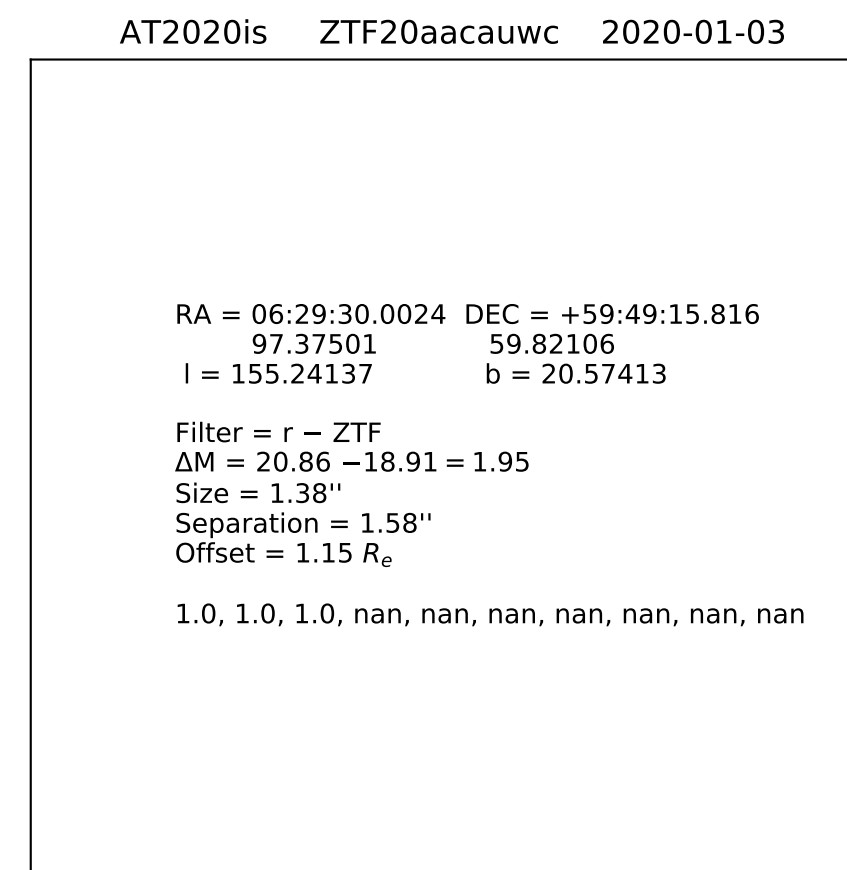 AT2020is ZTF20aacauwc 2020-01-03
RA = 06:29:30.0024 DEC = +59:49:15.816
97.37501 59.82106
l = 155.24137 b = 20.57413
Filter = r − ZTF
ΔM = 20.86 −18.91 = 1.95
Size = 1.38''
Separation = 1.58''
Offset = 1.15 Re
1.0, 1.0, 1.0, nan, nan, nan, nan, nan, nan, nan